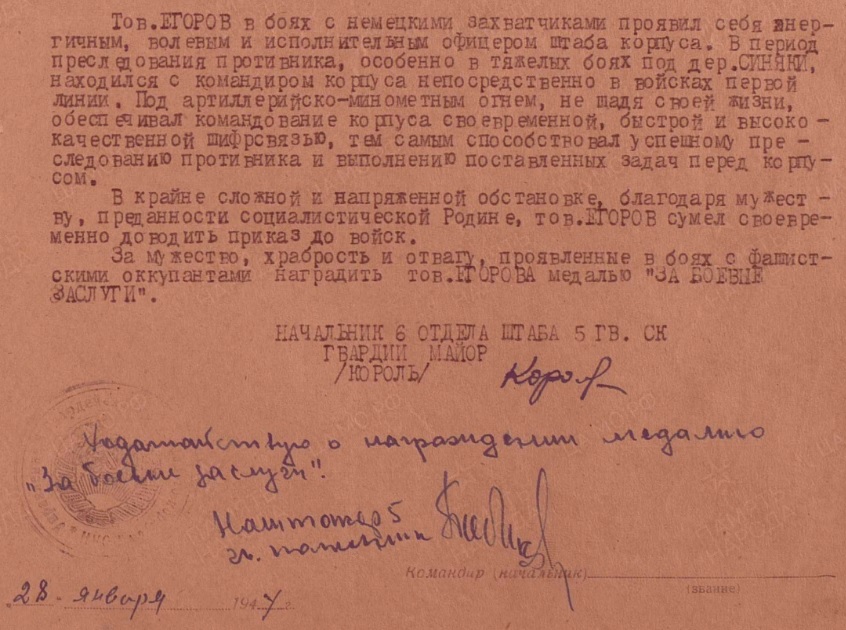 Тов.ЕГОРОВ в боях с немецкими захватчиками проявил себя энер-
гичным, волевым и исполнительным офицером штаба корпуса. В период
преследования противника, особенно в тяжелых боях под дер.СИНЯКИ,
находился с командиром корпуса непосредственно в войсках первой
линии. Под артиллерийско-минометным огнем, не щадя своей жизни,
обеспечивал командование корпуса своевременной, быстрой и высоко-
качественной шифрсвязью, тем самым способствовал успешному пре -
следованию противника и выполнению поставленных задач перед корпу-
сом.
В крайне сложной и напряженной обстановке, благодаря мужест -
ву, преданности социалистической Родине, тов.ЕГОРОВ сумел своевре-
менно доводить приказ до войск.
За мужество, храбрость и отвагу, проявленные в боях с фашист-
скими оккупантами наградить тов.ЕГОРОВА медалью "ЗА БОЕВЫЕ
ЗАСЛУГИ".
НАЧАЛЬНИК 6 ОТДЕЛА ШТАБА 5 ГВ. СК
ГВАРДИИ МАЙОР
/КОРОЛЬ/
Ходатайствую о награждении медалью
"За боевые заслуги".
5
гв. полковник
Командир (начальник)
(звание)
"28" января 194 г.